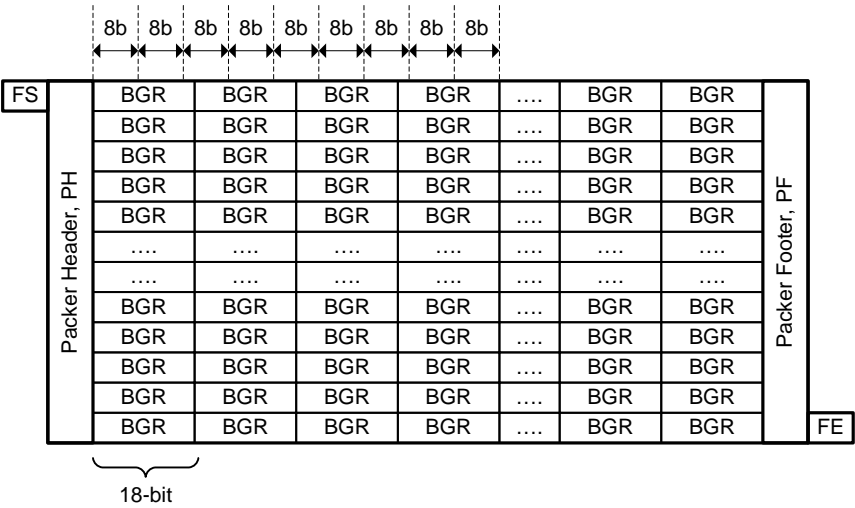 8b 8b 8b 8b 8b 8b 8b 8b 8b
FS BGR BGR BGR BGR .... BGR BGR
BGR BGR BGR BGR .... BGR BGR
BGR BGR BGR BGR .... BGR BGR
BGR BGR BGR BGR .... BGR BGR
BGR BGR BGR BGR .... BGR BGR
.... .... .... .... .... .... ....
.... .... .... .... .... .... ....
BGR BGR BGR BGR .... BGR BGR
BGR BGR BGR BGR .... BGR BGR
BGR BGR BGR BGR .... BGR BGR
BGR BGR BGR BGR .... BGR BGR
BGR BGR BGR BGR .... BGR BGR FE
Packer Header, PH
Packer Footer, PF
18-bit